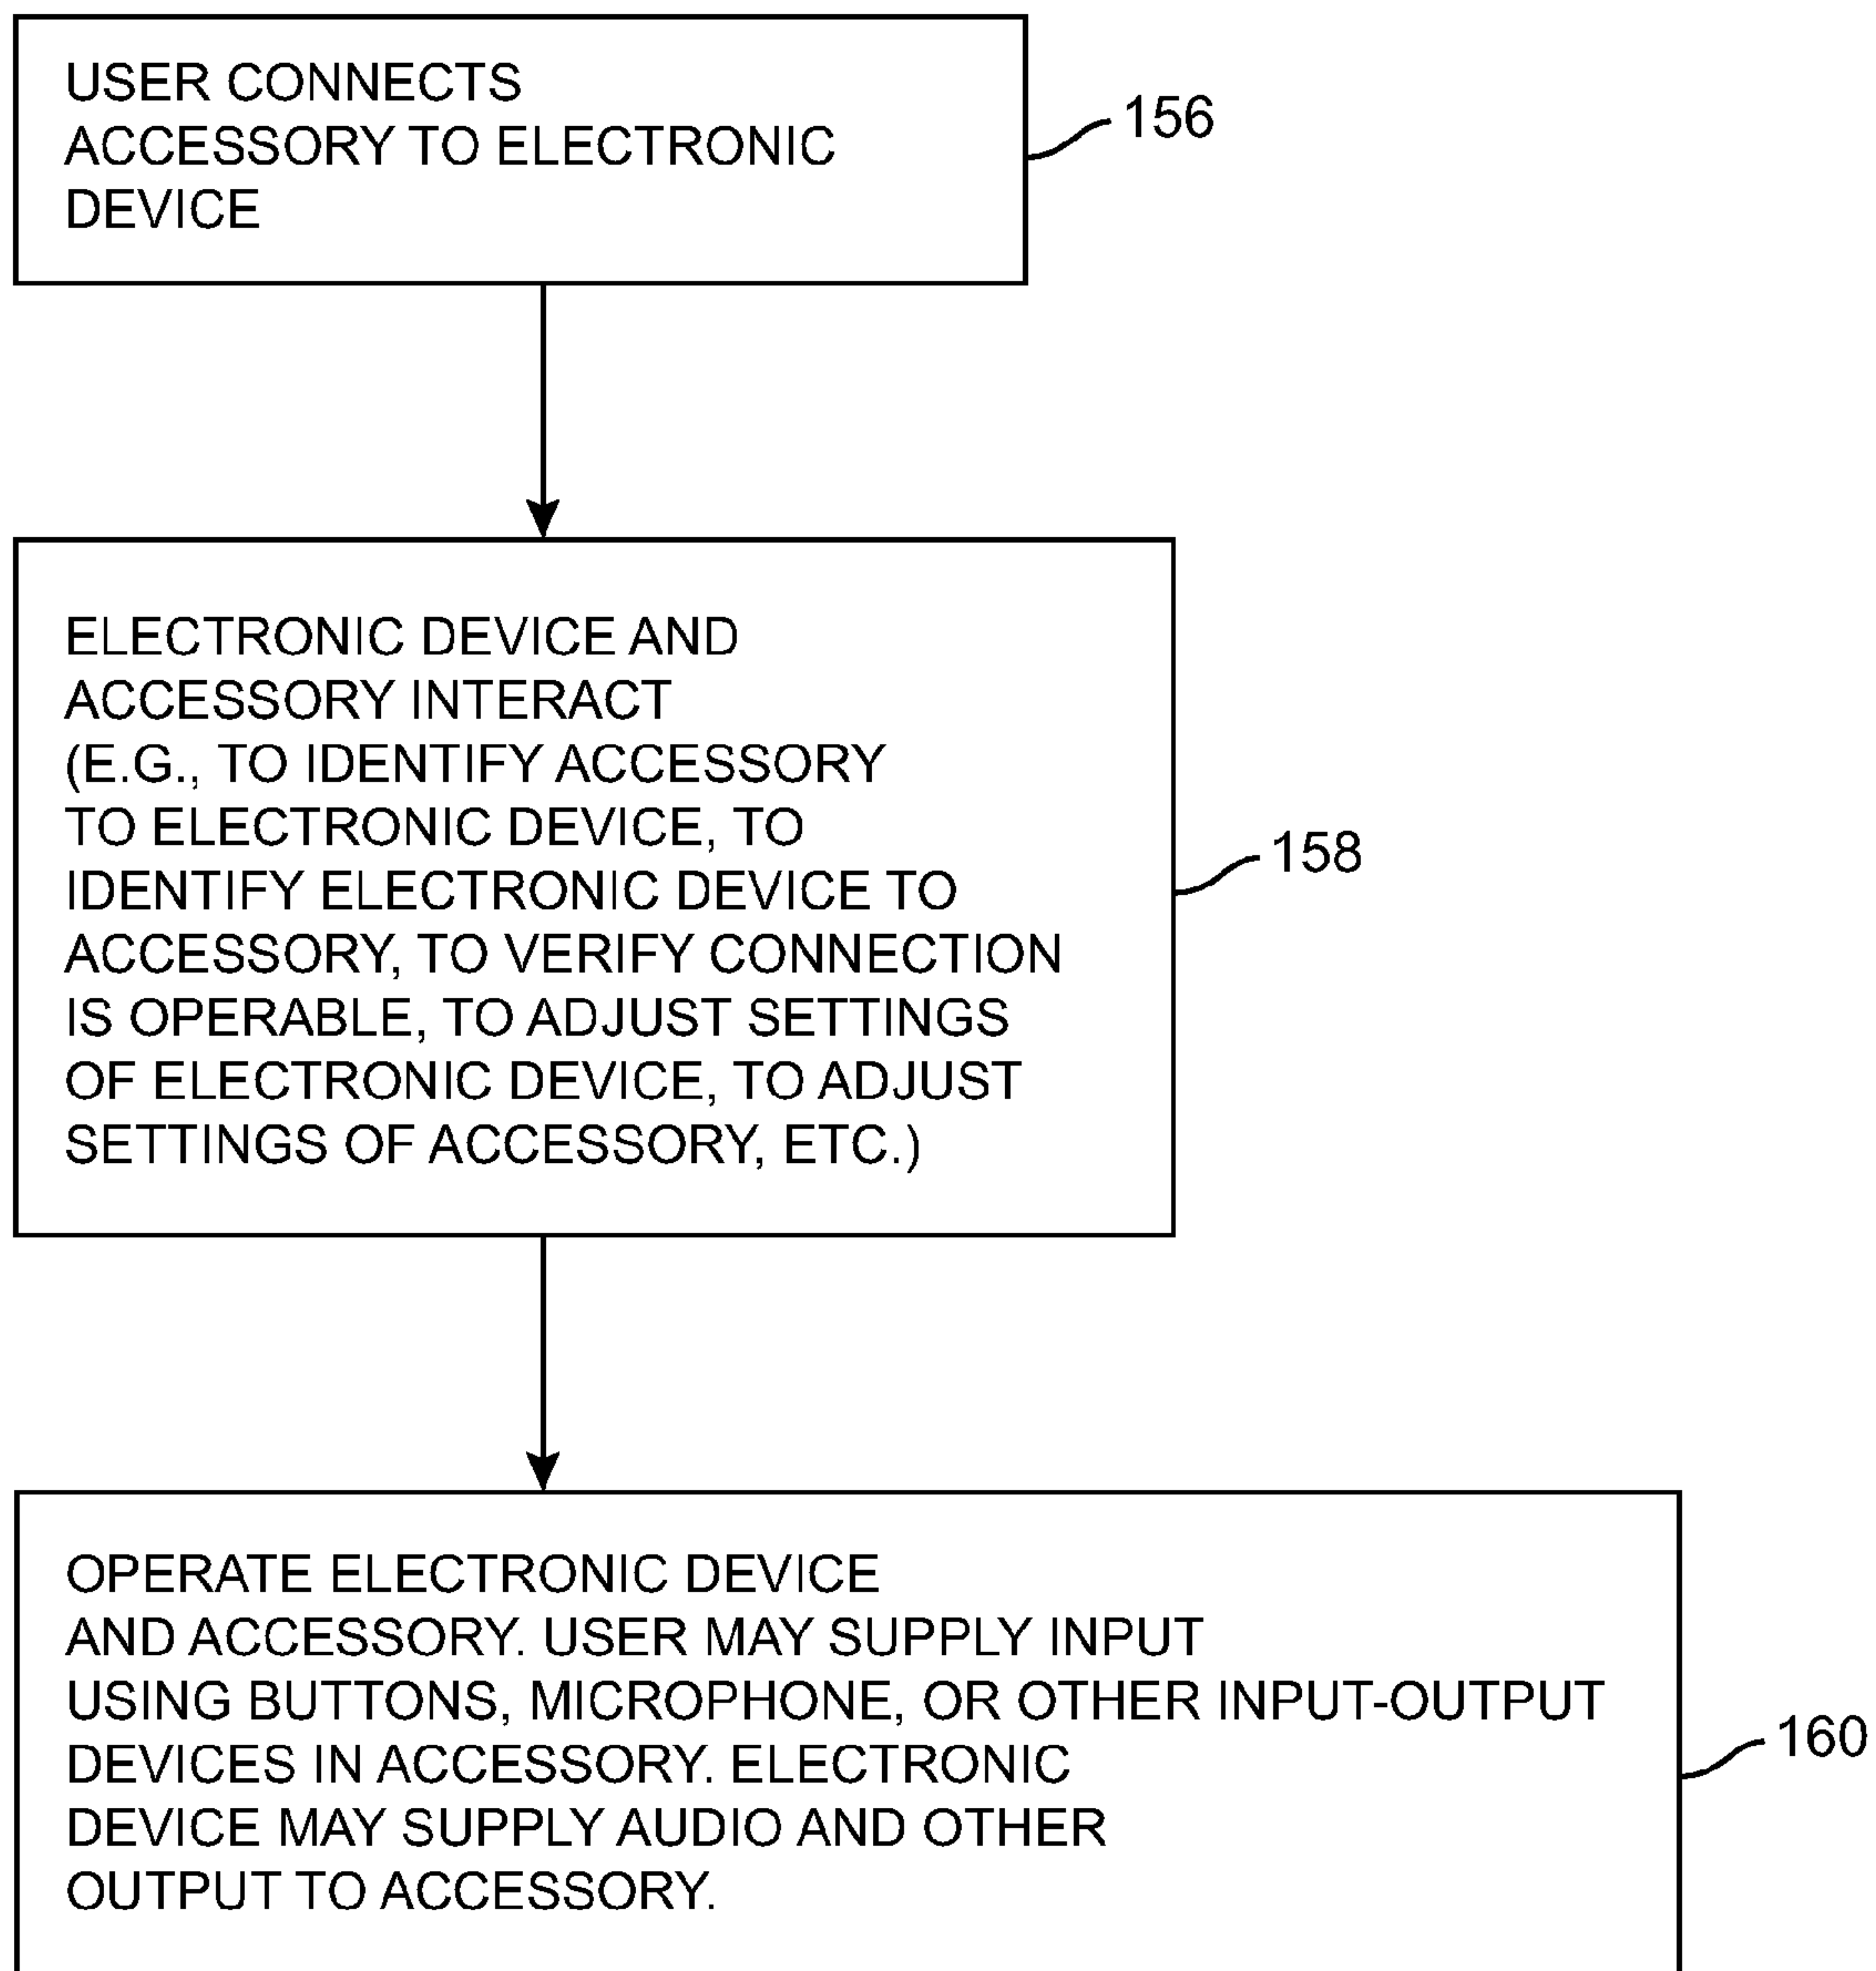 USER CONNECTS
ACCESSORY TO ELECTRONIC
DEVICE
156
ELECTRONIC DEVICE AND
ACCESSORY INTERACT
(E.G., TO IDENTIFY ACCESSORY
TO ELECTRONIC DEVICE, TO
IDENTIFY ELECTRONIC DEVICE TO
ACCESSORY, TO VERIFY CONNECTION
IS OPERABLE, TO ADJUST SETTINGS
OF ELECTRONIC DEVICE, TO ADJUST
SETTINGS OF ACCESSORY, ETC.)
158
OPERATE ELECTRONIC DEVICE
AND ACCESSORY. USER MAY SUPPLY INPUT
USING BUTTONS, MICROPHONE, OR OTHER INPUT-OUTPUT
DEVICES IN ACCESSORY. ELECTRONIC
DEVICE MAY SUPPLY AUDIO AND OTHER
OUTPUT TO ACCESSORY.
160